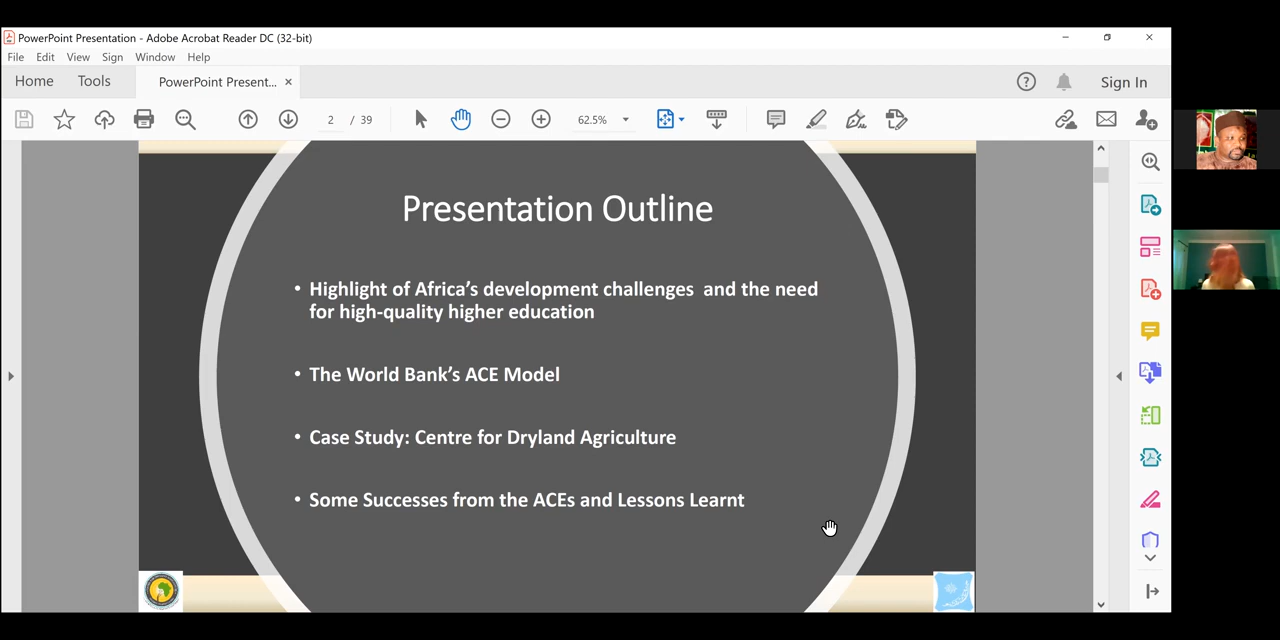 PowerPoint Presentation - Adobe Acrobat Reader DC (32-bit)
File Edit View Sign Window Help
Home Tools PowerPoint Present... Sign In
2 / 39 62.5%
Presentation Outline
• Highlight of Africa's development challenges and the need
for high-quality higher education
• The World Bank's ACE Model
• Case Study: Centre for Dryland Agriculture
• Some Successes from the ACEs and Lessons Learnt